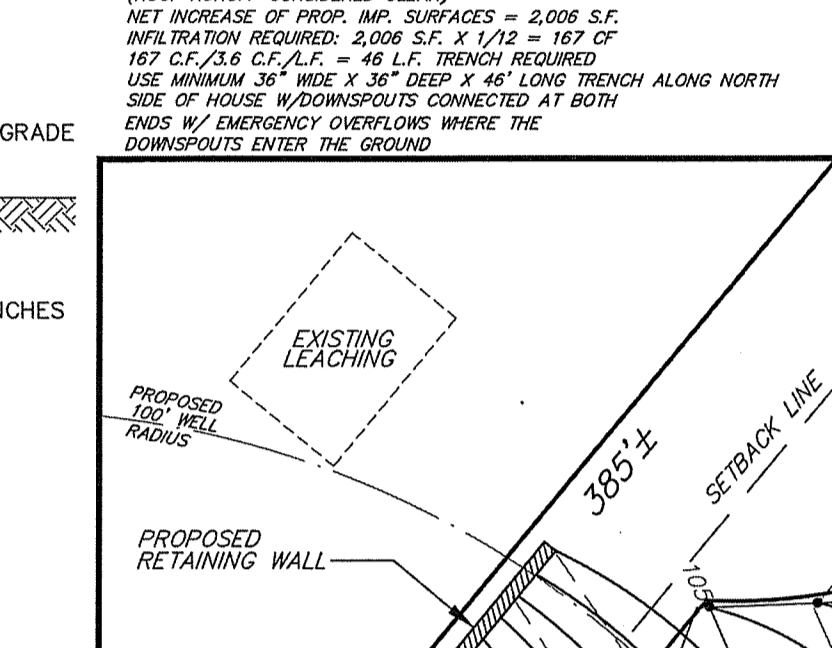 NET INCREASE OF PROP. IMP. SURFACES = 2,006 S.F.
INFILTRATION REQUIRED: 2,006 S.F. X 1/12 = 167 CF
167 C.F./3.6 C.F./L.F. = 46 L.F. TRENCH REQUIRED
USE MINIMUM 36" WIDE X 36" DEEP X 46' LONG TRENCH ALONG NORTH
SIDE OF HOUSE W/DOWNSPOUTS CONNECTED AT BOTH
ENDS W/ EMERGENCY OVERFLOWS WHERE THE
DOWNSPOUTS ENTER THE GROUND
GRADE
NCHES
EXISTING
LEACHING
PROPOSED
100' WELL
RADIUS
385'±
SETBACK LINE
PROPOSED
RETAINING WALL
105